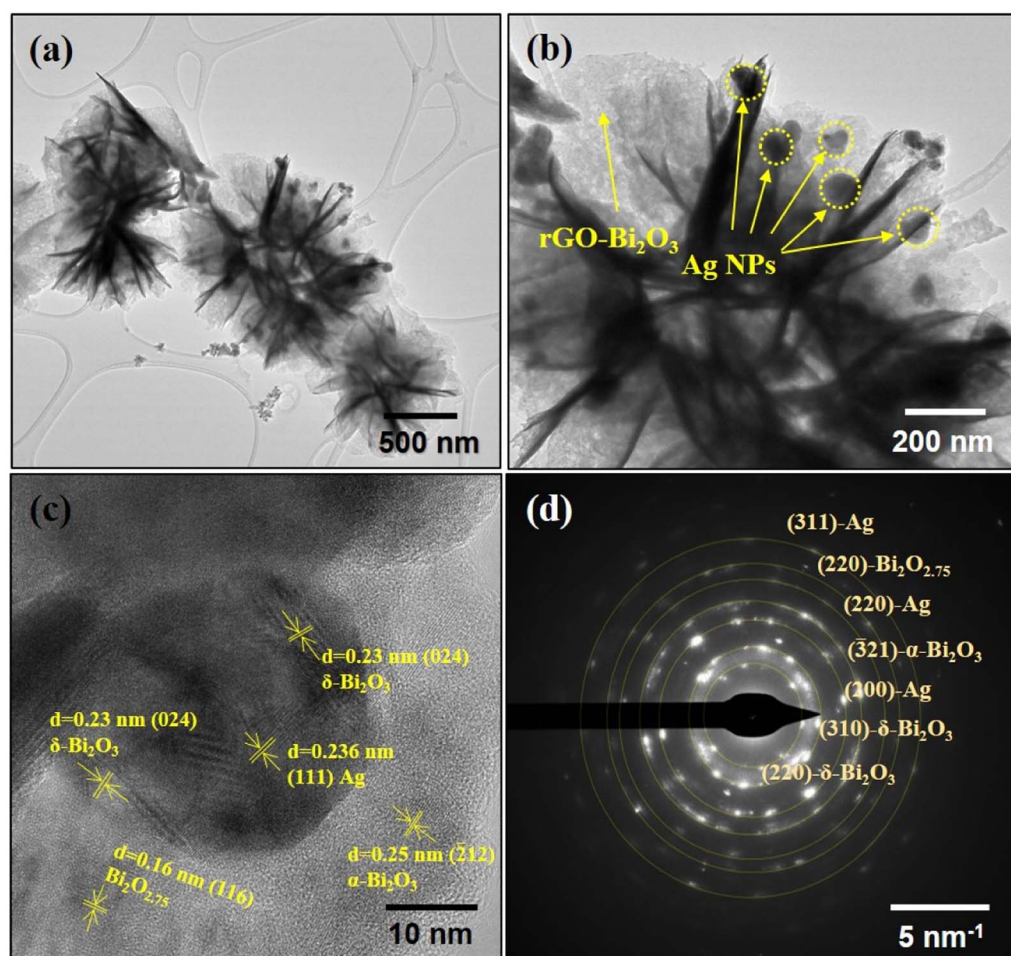 (a)
500 nm
(b)
rGO-Bi₂O₃
Ag NPs
200 nm
(c)
d=0.23 nm (024)
δ-Bi₂O₃
d=0.23 nm (024)
δ-Bi₂O₃
d=0.236 nm
(111) Ag
d=0.16 nm (116)
Bi₂O₂.₇₅
d=0.25 nm (2̄12)
α-Bi₂O₃
10 nm
(d)
(311)-Ag
(220)-Bi₂O₂.₇₅
(220)-Ag
(3̄21)-α-Bi₂O₃
(200)-Ag
(310)-δ-Bi₂O₃
(220)-δ-Bi₂O₃
5 nm⁻¹